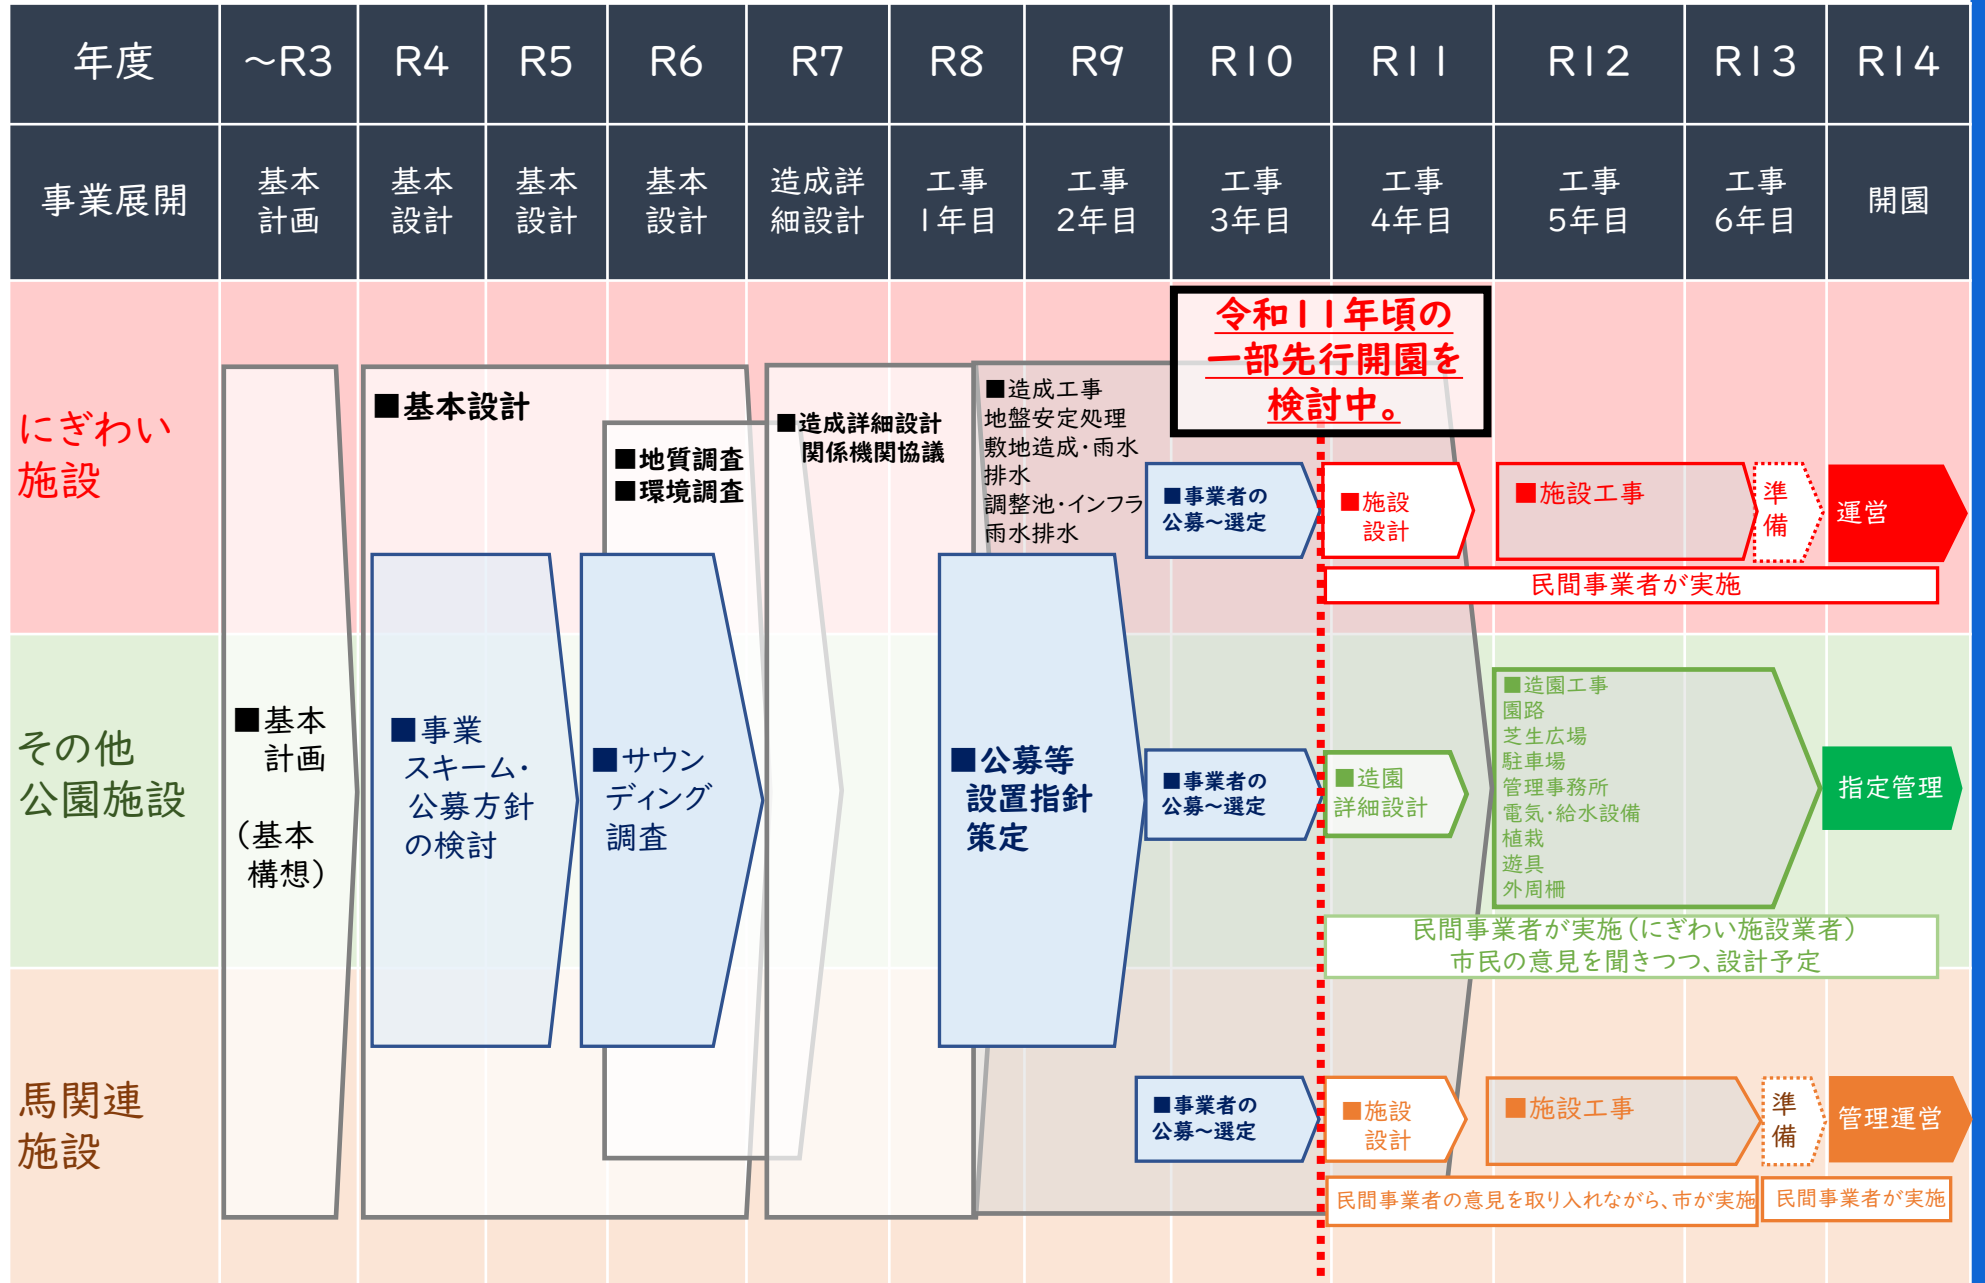 年度 ～R3 R4 R5 R6 R7 R8 R9 R10 R11 R12 R13 R14
事業展開
基本
計画
基本
設計
基本
設計
基本
設計
造成詳
細設計
工事
1年目
工事
2年目
工事
3年目
工事
4年目
工事
5年目
工事
6年目
開園
令和11年頃の
一部先行開園を
検討中。
にぎわい
施設
その他
公園施設
馬関連
施設
■基本
計画
（基本
構想）
■基本設計
■地質調査
■環境調査
■事業
スキーム・
公募方針
の検討
■サウン
ディング
調査
■造成詳細設計
関係機関協議
■造成工事
地盤安定処理
敷地造成・雨水
排水
調整池・インフラ
雨水排水
■公募等
設置指針
策定
■事業者の
公募～選定
■施設
設計
■施設工事
準
備
運営
民間事業者が実施
■事業者の
公募～選定
■造園
詳細設計
■造園工事
園路
芝生広場
駐車場
管理事務所
電気・給水設備
植栽
遊具
外周柵
指定管理
民間事業者が実施（にぎわい施設業者）
市民の意見を聞きつつ、設計予定
■事業者の
公募～選定
■施設
設計
■施設工事
準
備
管理運営
民間事業者の意見を取り入れながら、市が実施
民間事業者が実施